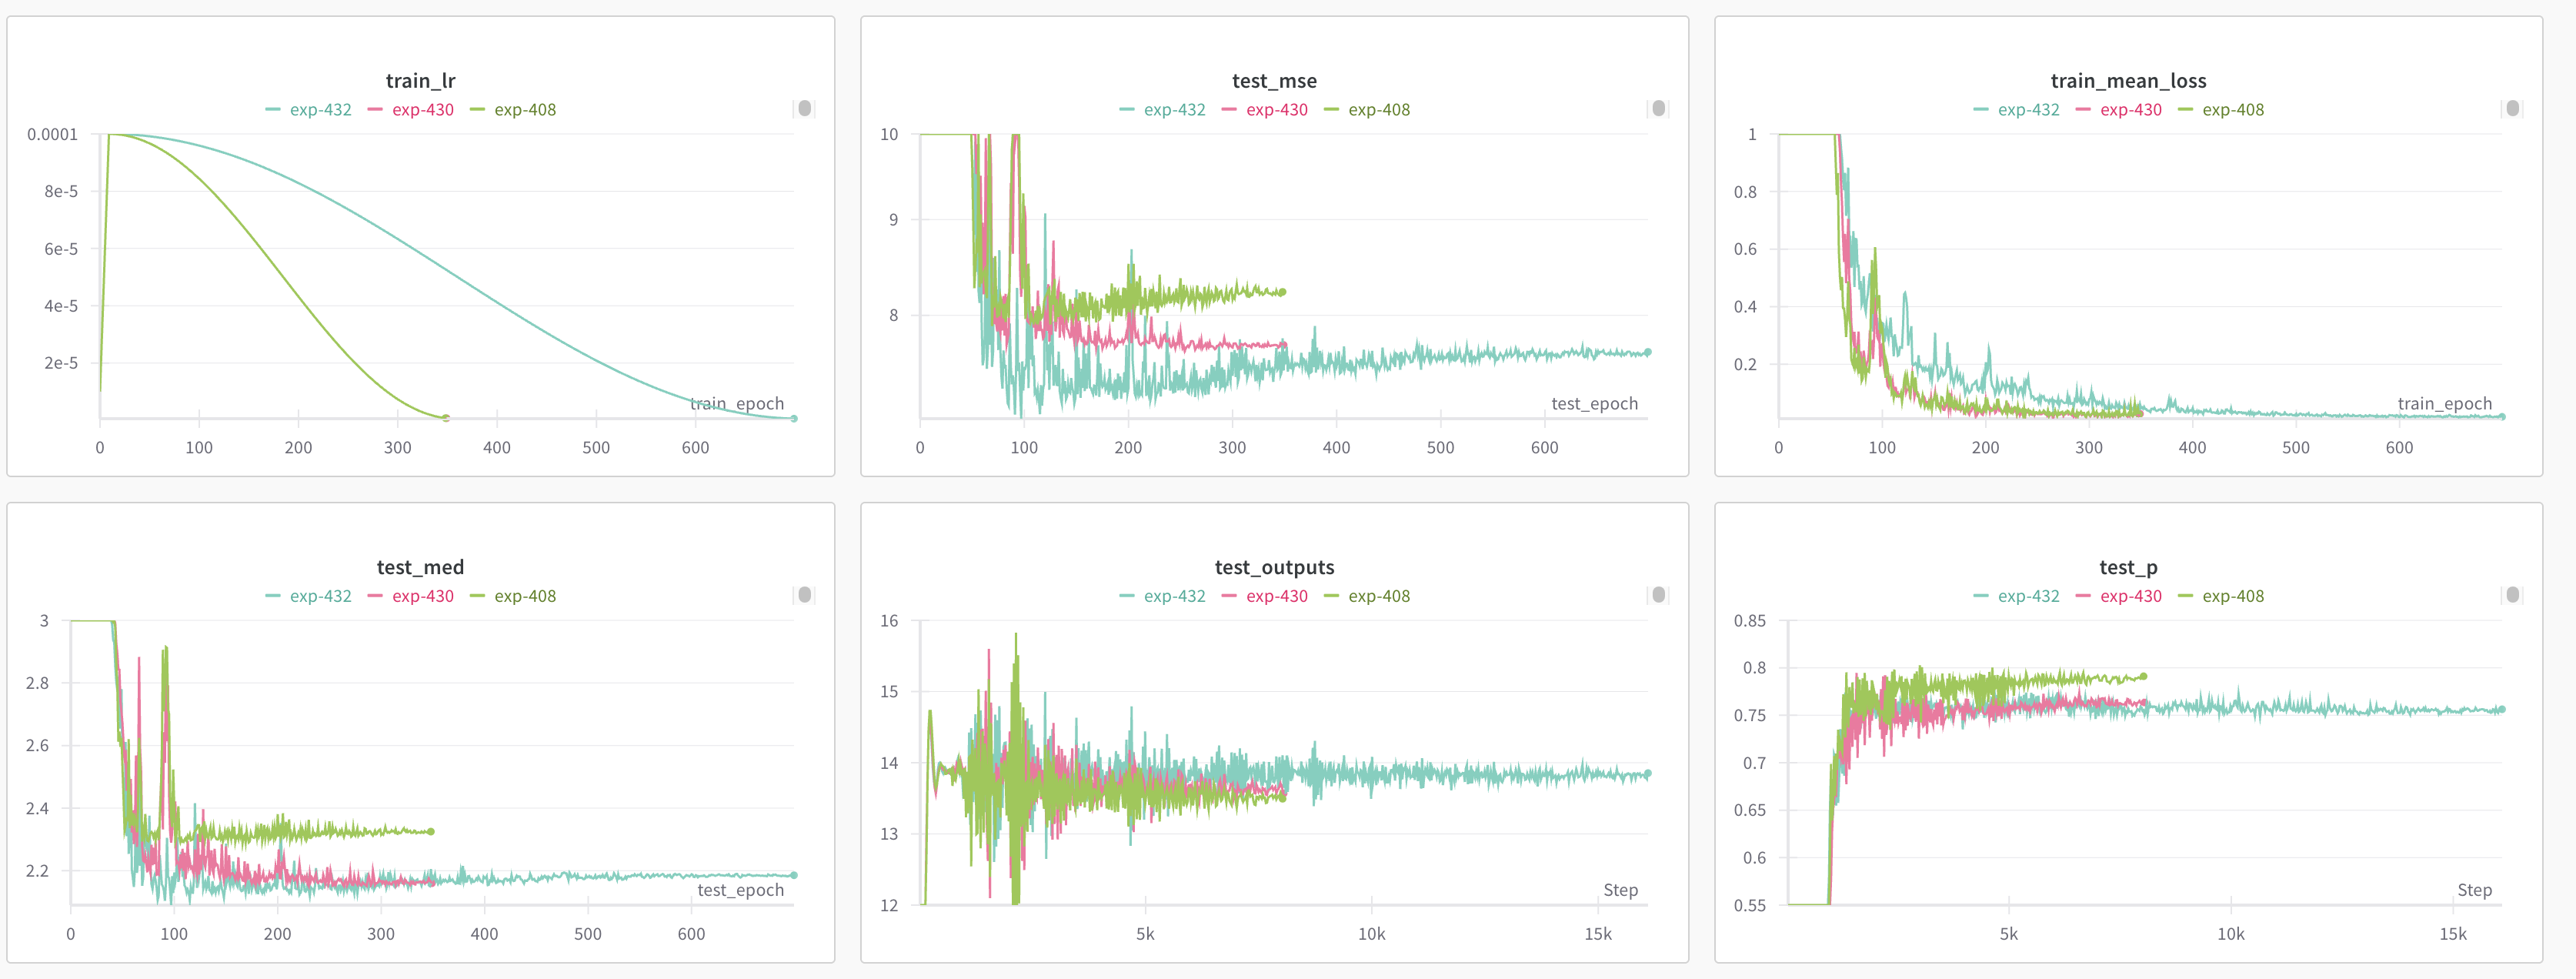 train_lr
exp-432 exp-430 exp-408
0.0001
8e-5
6e-5
4e-5
2e-5
train_epoch
0 100 200 300 400 500 600
test_mse
exp-432 exp-430 exp-408
10
9
8
test_epoch
0 100 200 300 400 500 600
train_mean_loss
exp-432 exp-430 exp-408
1
0.8
0.6
0.4
0.2
train_epoch
0 100 200 300 400 500 600
test_med
exp-432 exp-430 exp-408
3
2.8
2.6
2.4
2.2
test_epoch
0 100 200 300 400 500 600
test_outputs
exp-432 exp-430 exp-408
16
15
14
13
12
Step
5k 10k 15k
test_p
exp-432 exp-430 exp-408
0.85
0.8
0.75
0.7
0.65
0.6
0.55
Step
5k 10k 15k